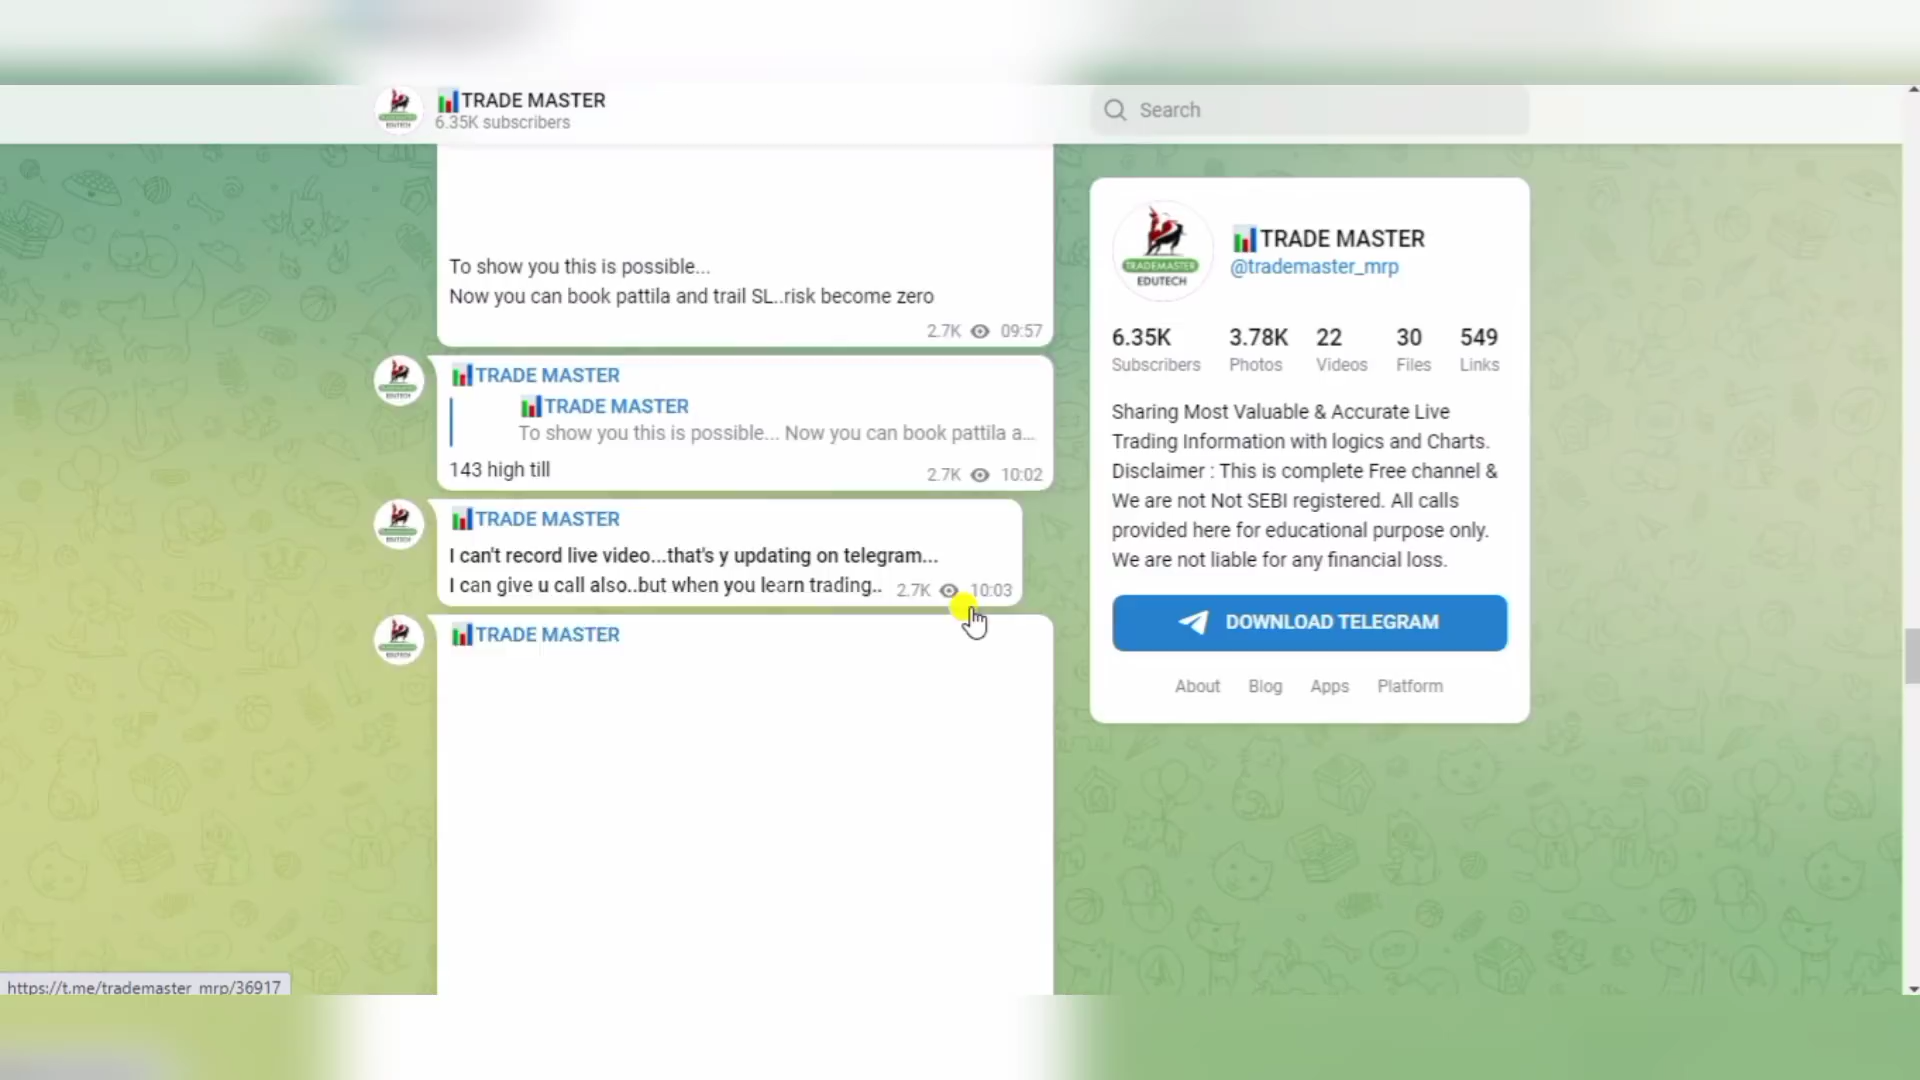 TRADE MASTER
6.35K subscribers
Search
To show you this is possible...
Now you can book pattila and trail SL..risk become zero
2.7K 09:57
TRADE MASTER
TRADE MASTER
To show you this is possible... Now you can book pattila a...
143 high till
2.7K 10:02
TRADE MASTER
I can't record live video...that's y updating on telegram...
I can give u call also..but when you learn trading..
2.7K 10:03
TRADE MASTER
TRADEMASTER
EDUTECH
TRADE MASTER
@trademaster_mrp
6.35K 3.78K 22 30 549
Subscribers Photos Videos Files Links
Sharing Most Valuable & Accurate Live
Trading Information with logics and Charts.
Disclaimer : This is complete Free channel &
We are not Not SEBI registered. All calls
provided here for educational purpose only.
We are not liable for any financial loss.
DOWNLOAD TELEGRAM
About Blog Apps Platform
https://t.me/trademaster_mrp/36917